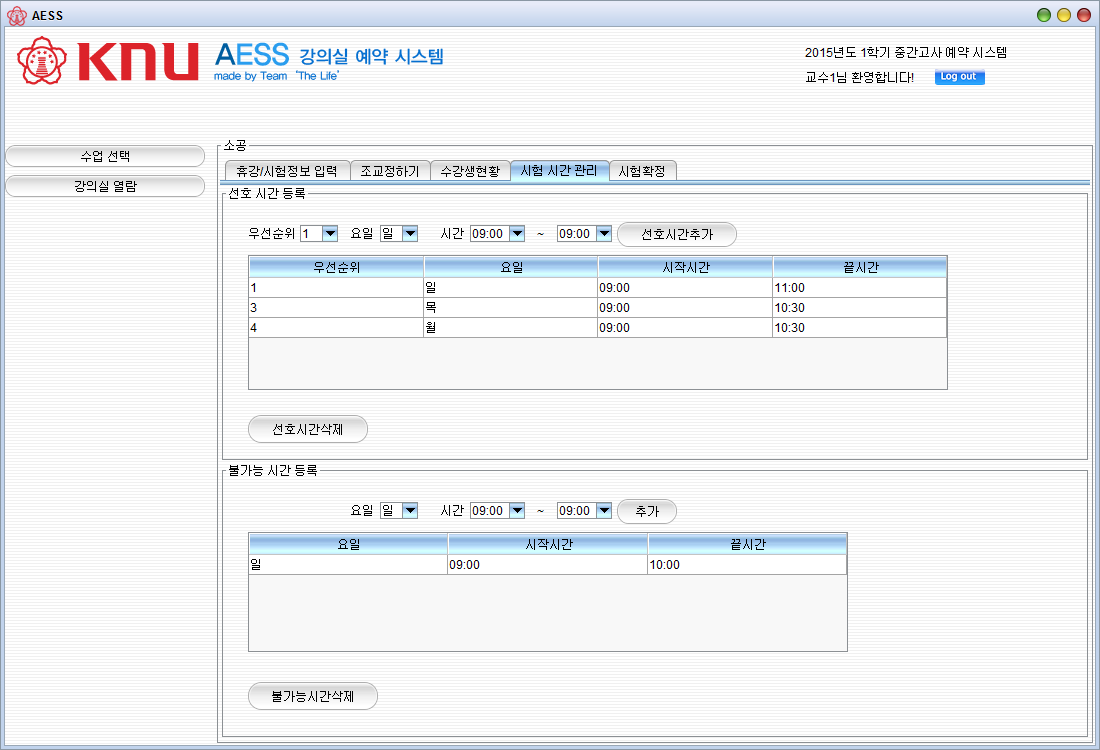 AESS
KNU AESS 강의실 예약 시스템
made by Team 'The Life'
2015년도 1학기 중간고사 예약 시스템
교수1님 환영합니다! Log out
수업 선택
강의실 열람
소공
휴강/시험정보 입력 조교정하기 수강생현황 시험 시간 관리 시험확정
선호 시간 등록
우선순위 1 요일 일 시간 09:00 ~ 09:00 선호시간추가
우선순위 요일 시작시간 끝시간
1 일 09:00 11:00
3 목 09:00 10:30
4 월 09:00 10:30
선호시간삭제
불가능 시간 등록
요일 일 시간 09:00 ~ 09:00 추가
요일 시작시간 끝시간
일 09:00 10:00
불가능시간삭제